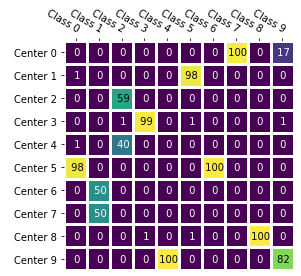 Class 0 Class 1 Class 2 Class 3 Class 4 Class 5 Class 6 Class 7 Class 8 Class 9
Center 0 0 0 0 0 0 0 0 100 0 17
Center 1 1 0 0 0 0 98 0 0 0 0
Center 2 0 0 59 0 0 0 0 0 0 0
Center 3 0 0 1 99 0 1 0 0 0 1
Center 4 1 0 40 0 0 0 0 0 0 0
Center 5 98 0 0 0 0 0 100 0 0 0
Center 6 0 50 0 0 0 0 0 0 0 0
Center 7 0 50 0 0 0 0 0 0 0 0
Center 8 0 0 0 1 0 1 0 0 100 0
Center 9 0 0 0 0 100 0 0 0 0 82